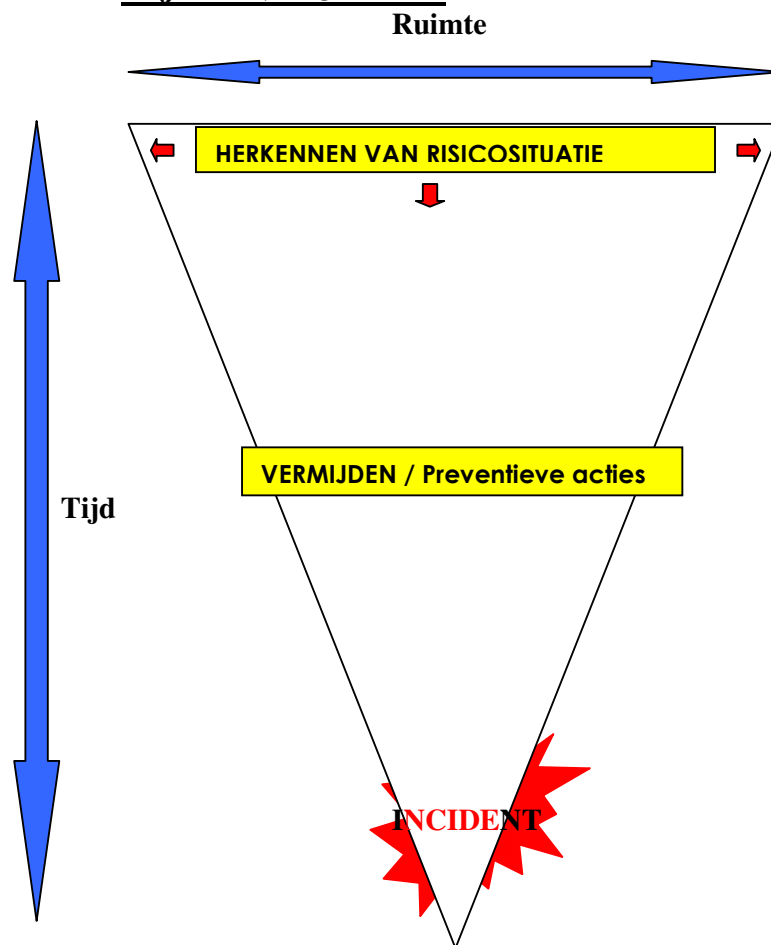 Ruimte
HERKENNEN VAN RISICOSITUATIE
VERMIJDEN / Preventieve acties
Tijd
INCIDENT